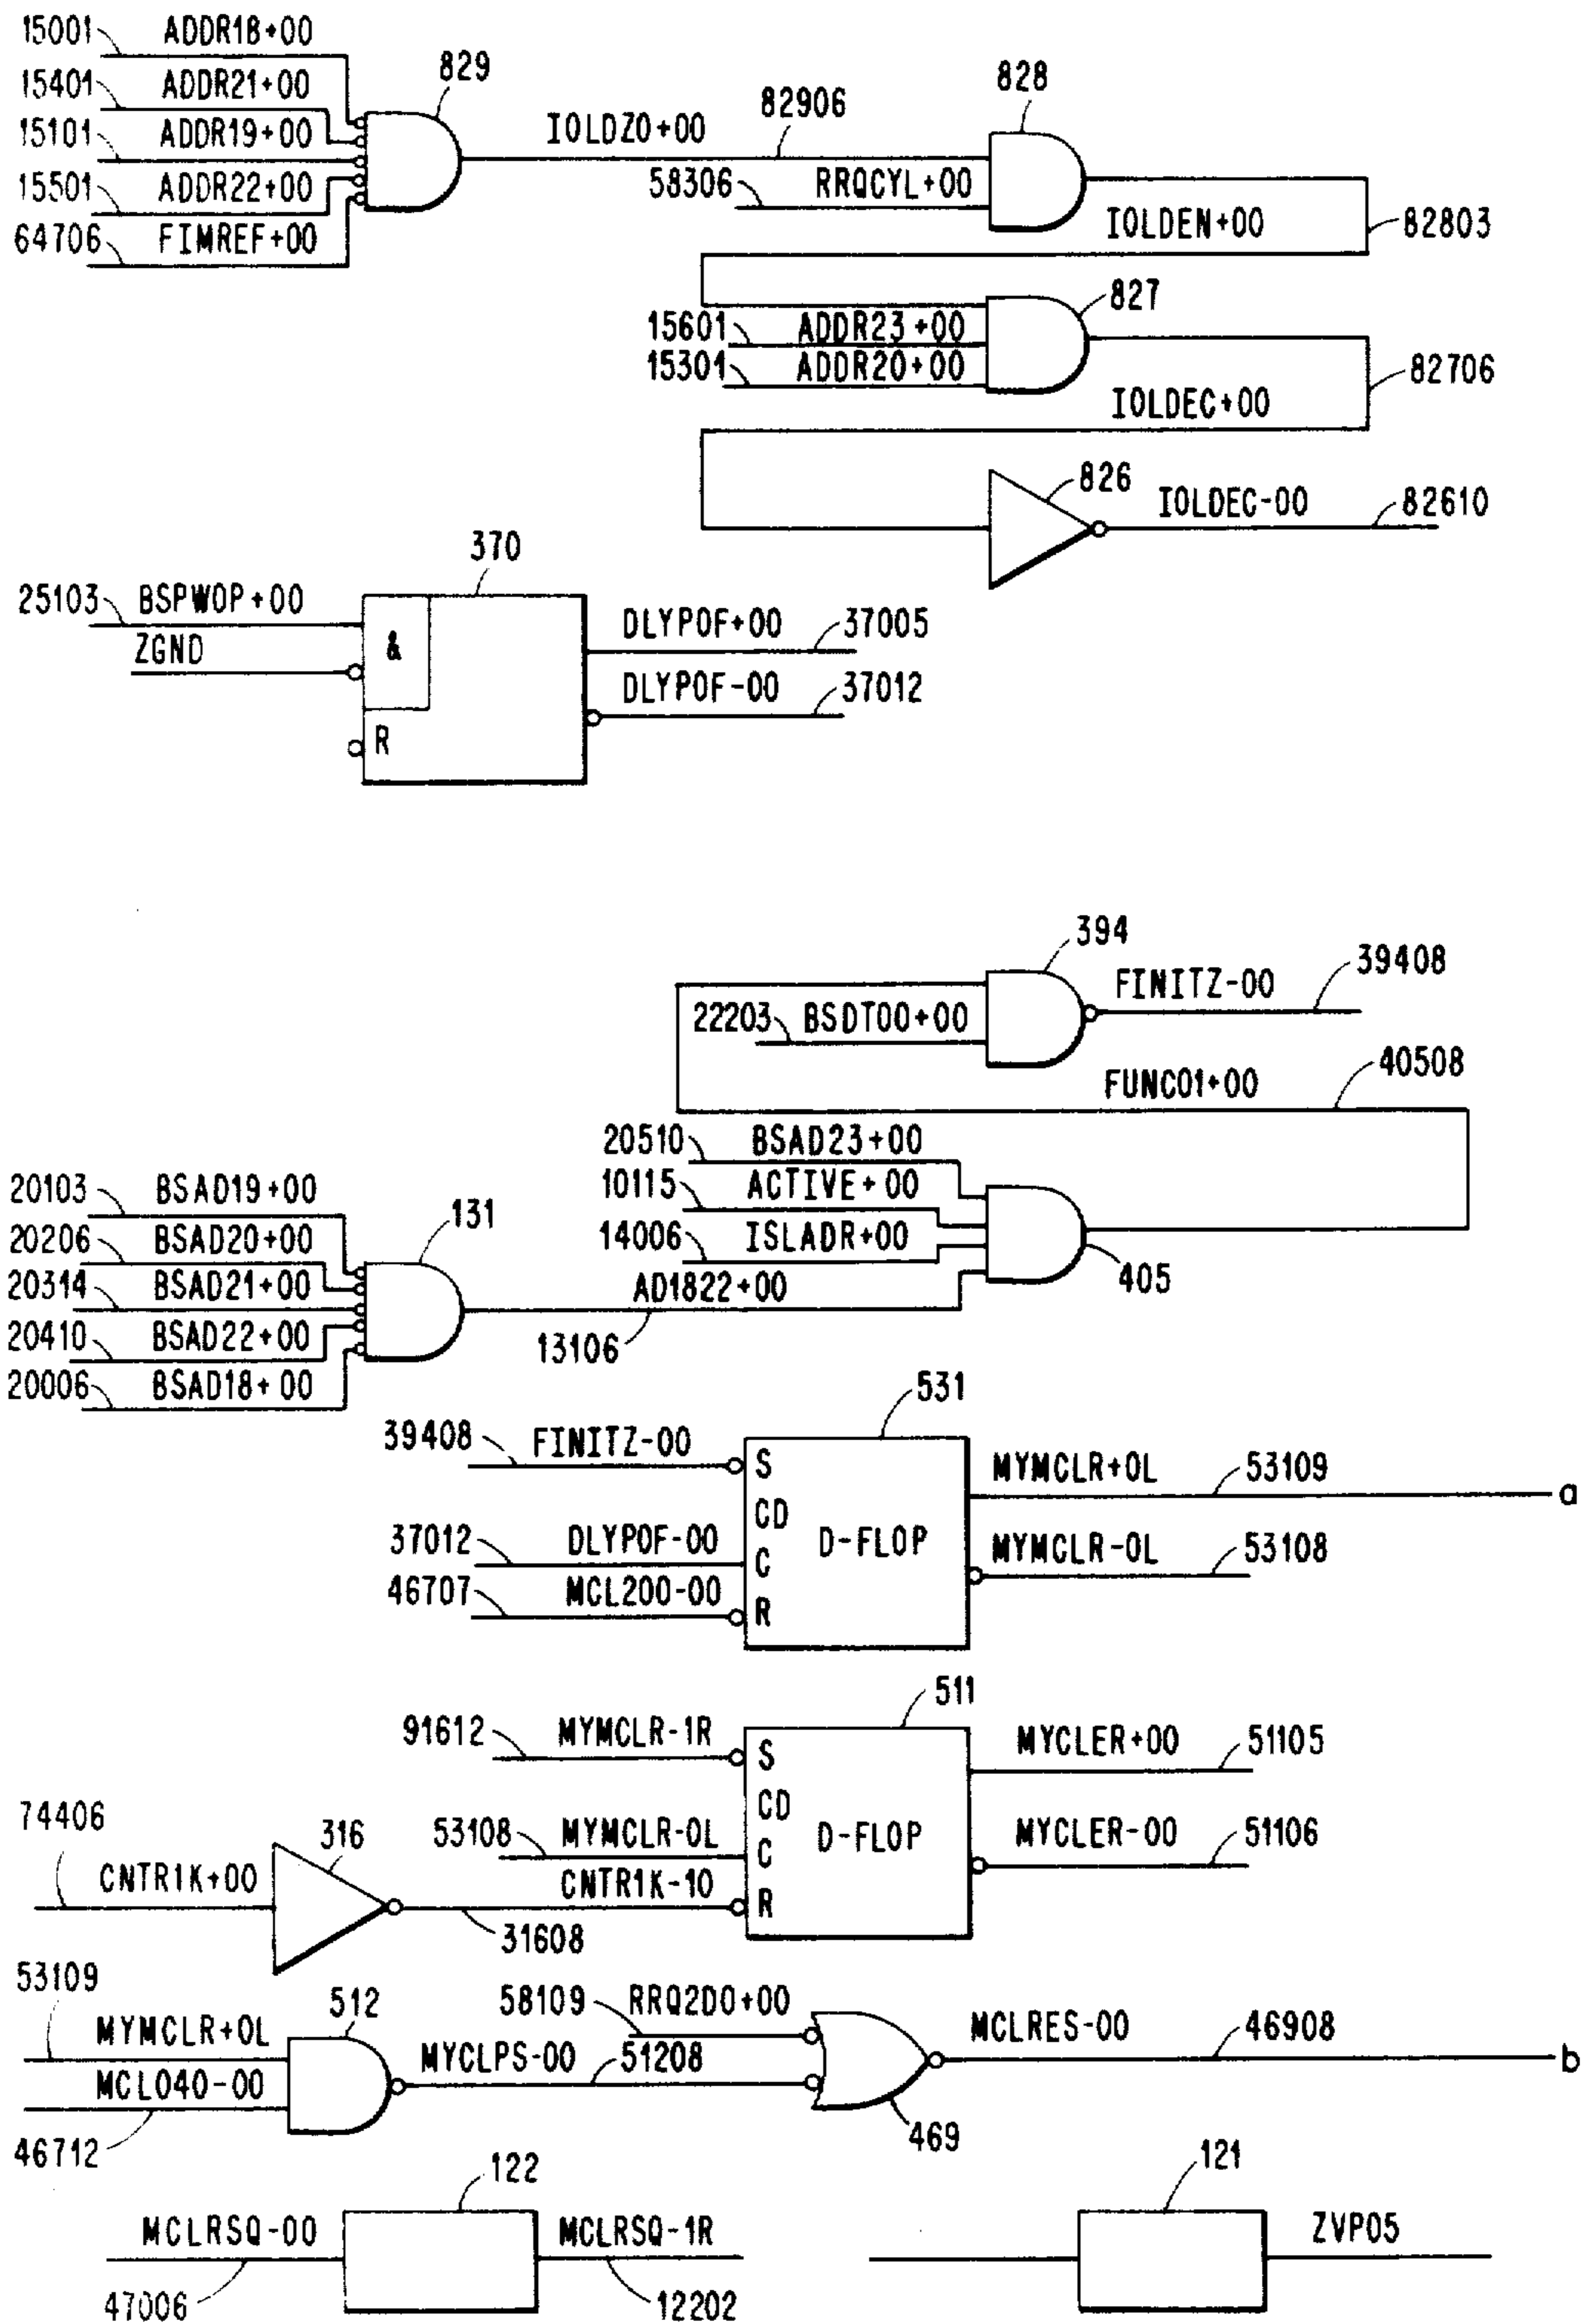 15001 ADDR18+00
829
15401 ADDR21+00
15101 ADDR19+00
15501 ADDR22+00
64706 FIMREF+00
IOLDZ0+00
82906
828
58306 RRQCYL+00
IOLDEN+00
82803
827
15601 ADDR23+00
15301 ADDR20+00
82706
IOLDEC+00
826
IOLDEC-00
82610
370
25103 BSPWOP+00
ZGND
&
R
DLYPOF+00
37005
DLYPOF-00
37012
394
FINITZ-00
39408
22203 BSDT00+00
FUNC01+00
40508
20510 BSAD23+00
10115 ACTIVE+00
14006 ISLADR+00
405
20103 BSAD19+00
131
20206 BSAD20+00
20314 BSAD21+00
20410 BSAD22+00
20006 BSAD18+00
AD1822+00
13106
531
39408 FINITZ-00
S
CD
D-FLOP
37012 DLYPOF-00
C
46707 MCL200-00
R
MYMCLR+0L
53109
a
MYMCLR-0L
53108
511
91612 MYMCLR-1R
S
CD
D-FLOP
53108 MYMCLR-0L
C
CNTR1K-10
R
MYCLER+00
51105
MYCLER-00
51106
74406
CNTR1K+00
316
31608
53109
MYMCLR+0L
512
MCL040-00
46712
MYCLPS-00
51208
58109 RRQ2D0+00
469
MCLRES-00
46908
b
122
MCLRSQ-00
47006
MCLRSQ-1R
12202
121
ZVP05